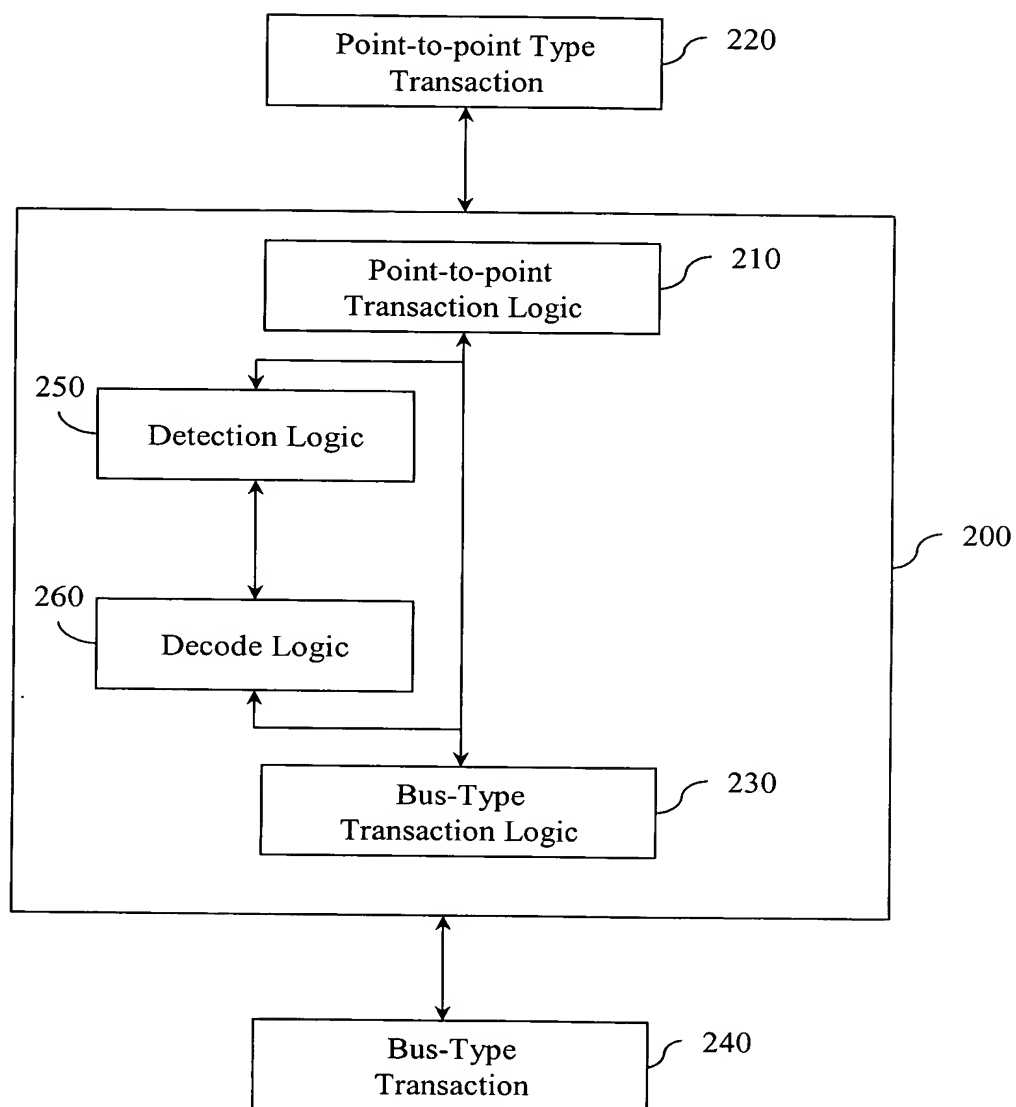 Point-to-point Type
Transaction
220
Point-to-point
Transaction Logic
210
250
Detection Logic
200
260
Decode Logic
Bus-Type
Transaction Logic
230
Bus-Type
Transaction
240